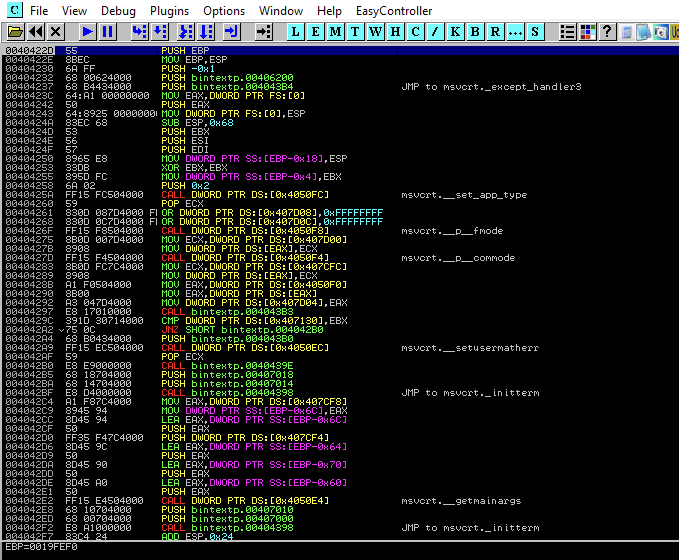 C File View Debug Plugins Options Window Help EasyController
L E M T W H C / K B R ... S
0040422D 55 PUSH EBP
0040422E 8BEC MOV EBP,ESP
00404230 6A FF PUSH -0x1
00404232 68 00624000 PUSH bintextp.00406200
00404237 68 B4434000 PUSH bintextp.004043B4 JMP to msvcrt._except_handler3
0040423C 64:A1 00000000 MOV EAX,DWORD PTR FS:[0]
00404242 50 PUSH EAX
00404243 64:8925 0000000 MOV DWORD PTR FS:[0],ESP
0040424A 83EC 68 SUB ESP,0x68
0040424D 53 PUSH EBX
0040424E 56 PUSH ESI
0040424F 57 PUSH EDI
00404250 8965 E8 MOV DWORD PTR SS:[EBP-0x18],ESP
00404253 33DB XOR EBX,EBX
00404255 895D FC MOV DWORD PTR SS:[EBP-0x4],EBX
00404258 6A 02 PUSH 0x2
0040425A FF15 FC504000 CALL DWORD PTR DS:[0x4050FC] msvcrt.__set_app_type
00404260 59 POP ECX
00404261 830D 087D4000 F OR DWORD PTR DS:[0x407D08],0xFFFFFFFF
00404268 830D 0C7D4000 F OR DWORD PTR DS:[0x407D0C],0xFFFFFFFF
0040426F FF15 F8504000 CALL DWORD PTR DS:[0x4050F8] msvcrt.__p__fmode
00404275 8B0D 007D4000 MOV ECX,DWORD PTR DS:[0x407D00]
0040427B 8908 MOV DWORD PTR DS:[EAX],ECX
0040427D FF15 F4504000 CALL DWORD PTR DS:[0x4050F4] msvcrt.__p__commode
00404283 8B0D FC7C4000 MOV ECX,DWORD PTR DS:[0x407CFC]
00404289 8908 MOV DWORD PTR DS:[EAX],ECX
0040428B A1 F0504000 MOV EAX,DWORD PTR DS:[0x4050F0]
00404290 8B00 MOV EAX,DWORD PTR DS:[EAX]
00404292 A3 047D4000 MOV DWORD PTR DS:[0x407D04],EAX
00404297 E8 17010000 CALL bintextp.004043B3
0040429C 391D 30714000 CMP DWORD PTR DS:[0x407130],EBX
004042A2 75 0C JNZ SHORT bintextp.004042B0
004042A4 68 B0434000 PUSH bintextp.004043B0
004042A9 FF15 EC504000 CALL DWORD PTR DS:[0x4050EC] msvcrt.__setusermatherr
004042AF 59 POP ECX
004042B0 E8 E9000000 CALL bintextp.0040439E
004042B5 68 18704000 PUSH bintextp.00407018
004042BA 68 14704000 PUSH bintextp.00407014
004042BF E8 D4000000 CALL bintextp.00404398 JMP to msvcrt._initterm
004042C4 A1 F87C4000 MOV EAX,DWORD PTR DS:[0x407CF8]
004042C9 8945 94 MOV DWORD PTR SS:[EBP-0x6C],EAX
004042CC 8D45 94 LEA EAX,DWORD PTR SS:[EBP-0x6C]
004042CF 50 PUSH EAX
004042D0 FF35 F47C4000 PUSH DWORD PTR DS:[0x407CF4]
004042D6 8D45 9C LEA EAX,DWORD PTR SS:[EBP-0x64]
004042D9 50 PUSH EAX
004042DA 8D45 90 LEA EAX,DWORD PTR SS:[EBP-0x70]
004042DD 50 PUSH EAX
004042DE 8D45 A0 LEA EAX,DWORD PTR SS:[EBP-0x60]
004042E1 50 PUSH EAX
004042E2 FF15 E4504000 CALL DWORD PTR DS:[0x4050E4] msvcrt.__getmainargs
004042E8 68 10704000 PUSH bintextp.00407010
004042ED 68 00704000 PUSH bintextp.00407000
004042F2 E8 A1000000 CALL bintextp.00404398 JMP to msvcrt._initterm
004042F7 83C4 24 ADD ESP,0x24
EBP=0019FEF0